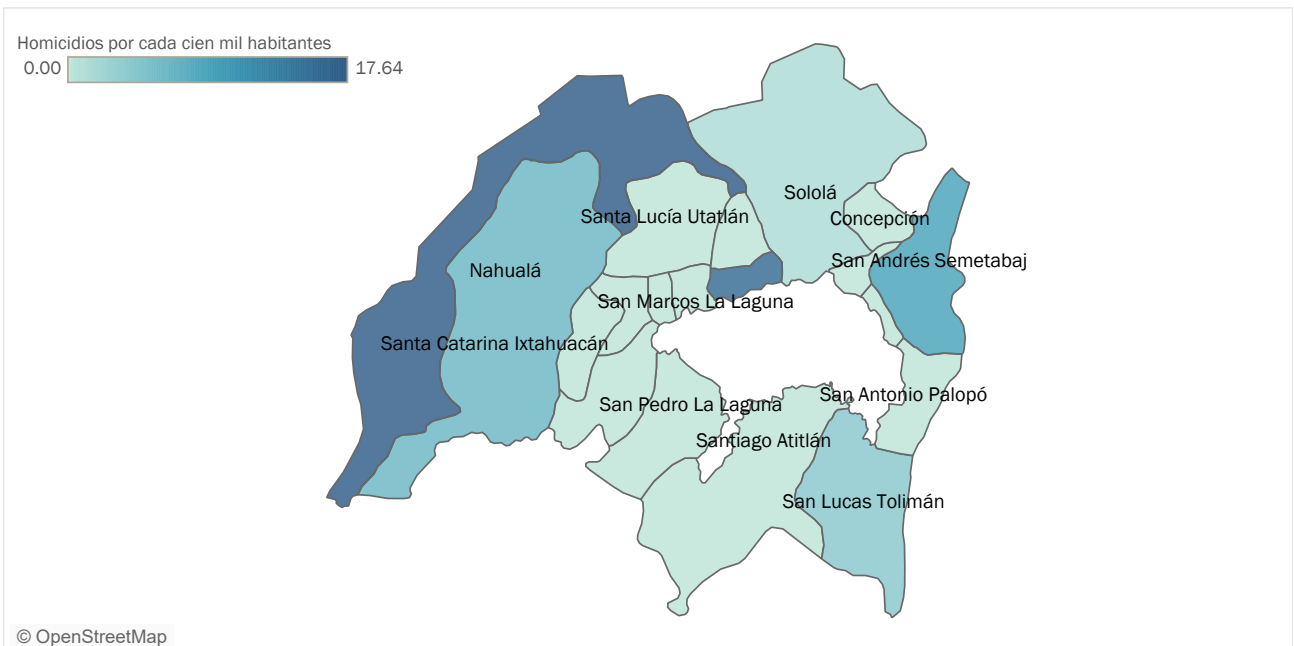 Homicidios por cada cien mil habitantes
0.00 17.64
Sololá
Santa Lucía Utatlán
Concepción
San Andrés Semetabaj
Nahualá
San Marcos La Laguna
Santa Catarina Ixtahuacán
San Antonio Palopó
San Pedro La Laguna
Santiago Atitlán
San Lucas Tolimán
© OpenStreetMap